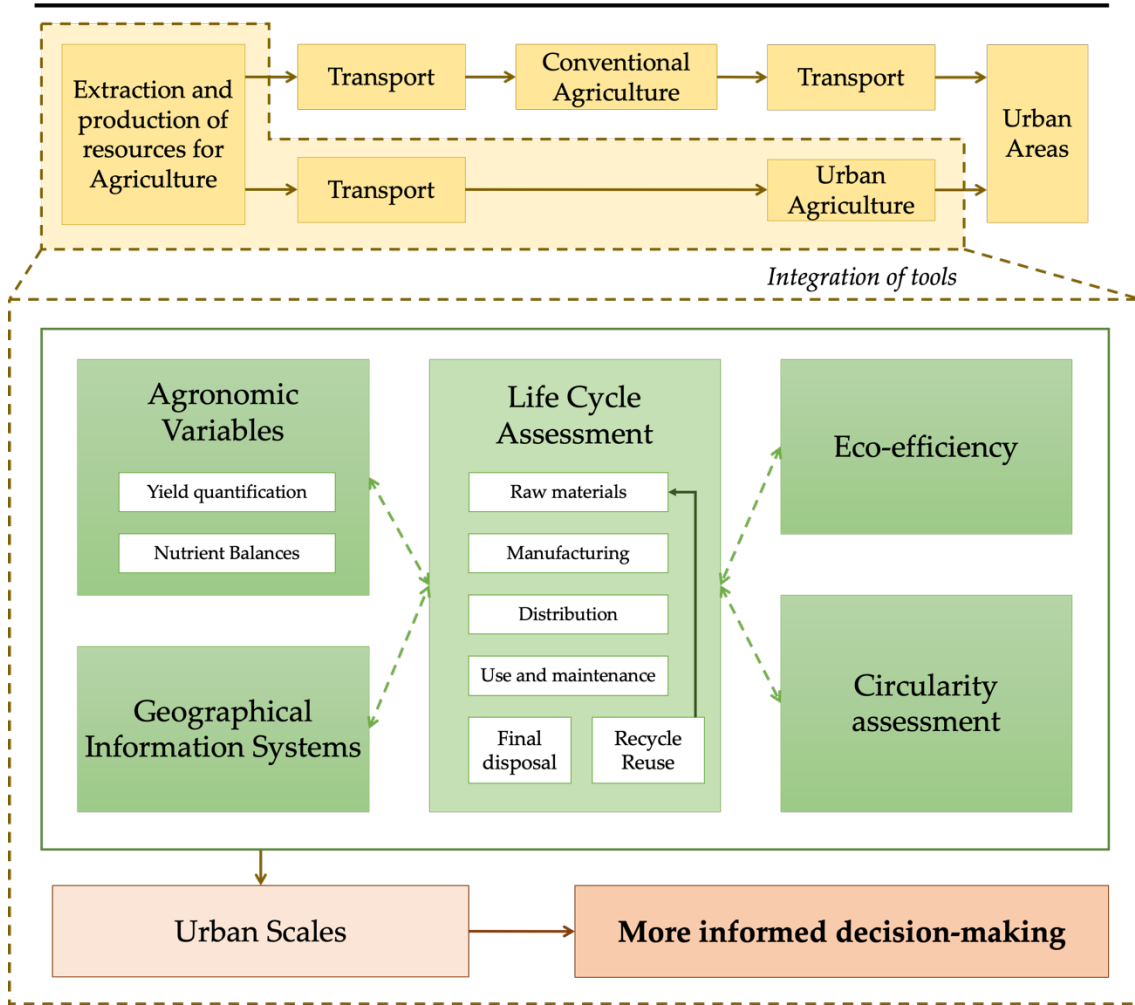 Extraction and
production of
resources for
Agriculture
Transport
Conventional
Agriculture
Transport
Urban
Areas
Transport
Urban
Agriculture
Integration of tools
Agronomic
Variables
Yield quantification
Nutrient Balances
Geographical
Information Systems
Life Cycle
Assessment
Raw materials
Manufacturing
Distribution
Use and maintenance
Final
disposal
Recycle
Reuse
Eco-efficiency
Circularity
assessment
Urban Scales
More informed decision-making